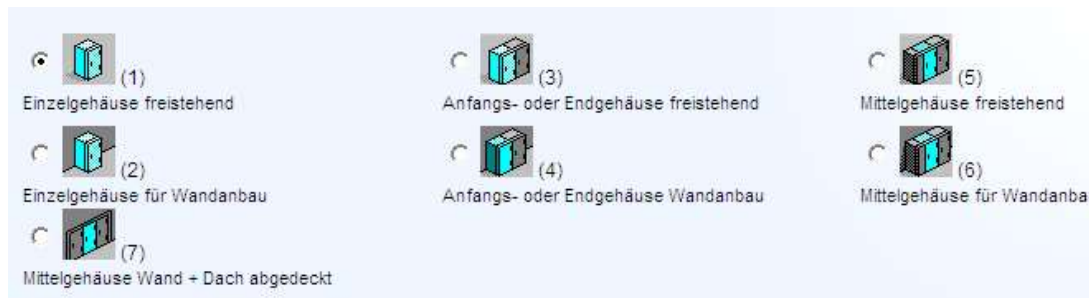 (1) (3) (5)
Einzelgehäuse freistehend Anfangs- oder Endgehäuse freistehend Mittelgehäuse freistehend
(2) (4) (6)
Einzelgehäuse für Wandanbau Anfangs- oder Endgehäuse Wandanbau Mittelgehäuse für Wandanba
(7)
Mittelgehäuse Wand + Dach abgedeckt